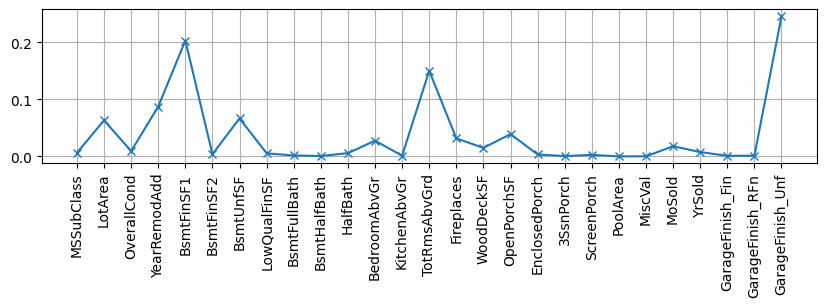 0.2
0.1
0.0
MSSubClass
LotArea
OverallCond
YearRemodAdd
BsmtFinSF1
BsmtFinSF2
BsmtUnfSF
LowQualFinSF
BsmtFullBath
BsmtHalfBath
HalfBath
BedroomAbvGr
KitchenAbvGr
TotRmsAbvGrd
Fireplaces
WoodDeckSF
OpenPorchSF
EnclosedPorch
3SsnPorch
ScreenPorch
PoolArea
MiscVal
MoSold
YrSold
GarageFinish_Fin
GarageFinish_RFn
GarageFinish_Unf